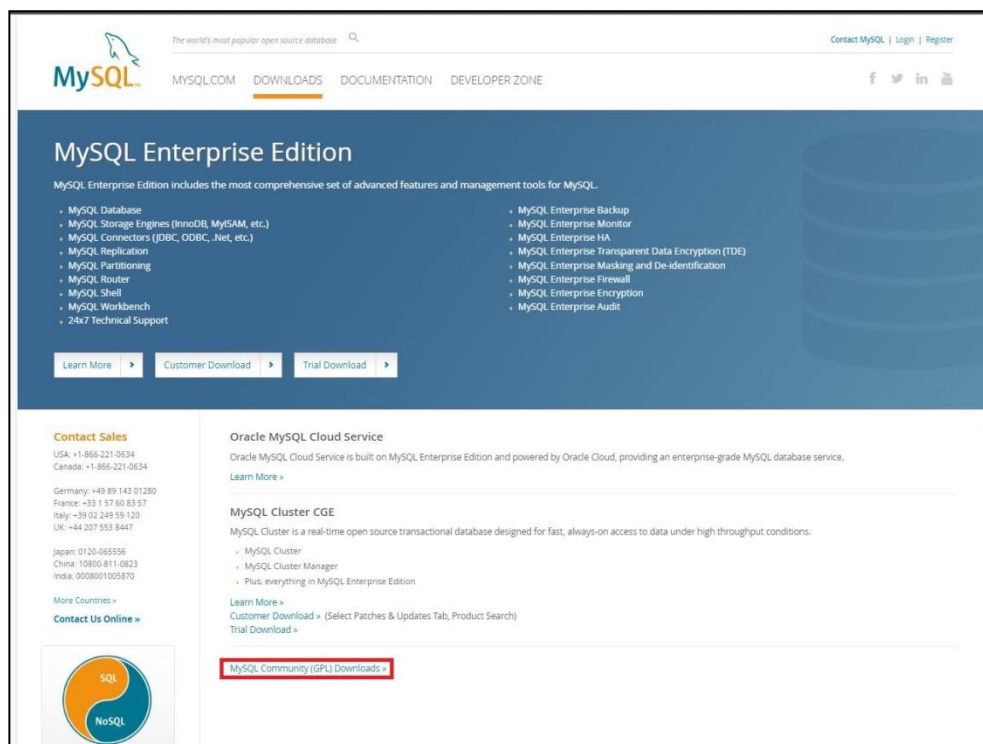 The world's most popular open source database
Contact MySQL | Login | Register
MySQL™
MYSQL.COM DOWNLOADS DOCUMENTATION DEVELOPER ZONE
MySQL Enterprise Edition
MySQL Enterprise Edition includes the most comprehensive set of advanced features and management tools for MySQL.
MySQL Database
MySQL Storage Engines (InnoDB, MyISAM, etc.)
MySQL Connectors (JDBC, ODBC, .Net, etc.)
MySQL Replication
MySQL Partitioning
MySQL Router
MySQL Shell
MySQL Workbench
24x7 Technical Support
MySQL Enterprise Backup
MySQL Enterprise Monitor
MySQL Enterprise HA
MySQL Enterprise Transparent Data Encryption (TDE)
MySQL Enterprise Masking and De-identification
MySQL Enterprise Firewall
MySQL Enterprise Encryption
MySQL Enterprise Audit
Learn More
Customer Download
Trial Download
Contact Sales
USA: +1-866-221-0634
Canada: +1-866-221-0634
Germany: +49 89 143 01280
France: +33 1 57 60 83 57
Italy: +39 02 249 59 120
UK: +44 207 553 8447
Japan: 0120-065556
China: 10800-811-0823
India: 0008001005870
More Countries »
Contact Us Online »
SQL
NoSQL
Oracle MySQL Cloud Service
Oracle MySQL Cloud Service is built on MySQL Enterprise Edition and powered by Oracle Cloud, providing an enterprise-grade MySQL database service.
Learn More »
MySQL Cluster CGE
MySQL Cluster is a real-time open source transactional database designed for fast, always-on access to data under high throughput conditions.
MySQL Cluster
MySQL Cluster Manager
Plus, everything in MySQL Enterprise Edition
Learn More »
Customer Download » (Select Patches & Updates Tab, Product Search)
Trial Download »
MySQL Community (GPL) Downloads »